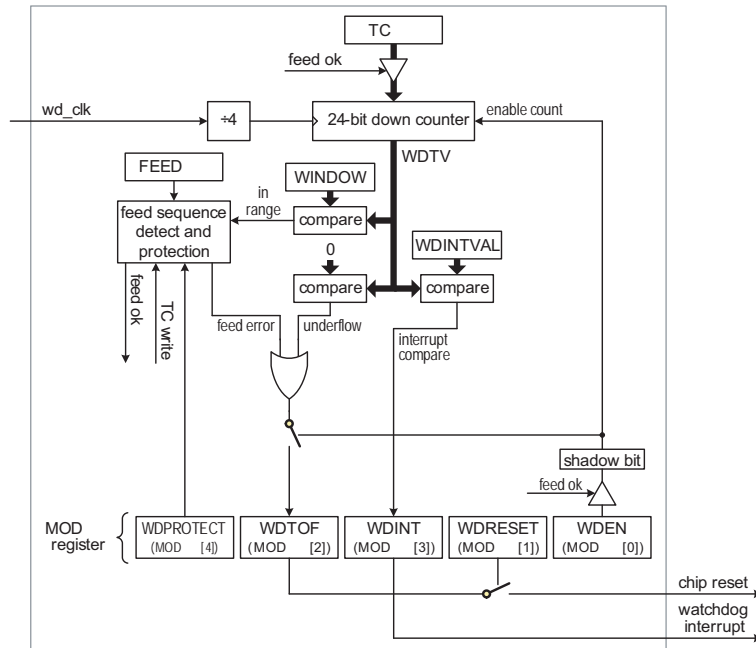 TC
feed ok
wd_clk
÷4
24-bit down counter
enable count
WDTV
FEED
WINDOW
in
range
compare
feed sequence
detect and
protection
WDINTVAL
0
compare
compare
feed ok
TC write
feed error
underflow
interrupt
compare
shadow bit
feed ok
MOD
register
WDPROTECT
(MOD [4])
WDTOF
(MOD [2])
WDINT
(MOD [3])
WDRESET
(MOD [1])
WDEN
(MOD [0])
chip reset
watchdog
interrupt